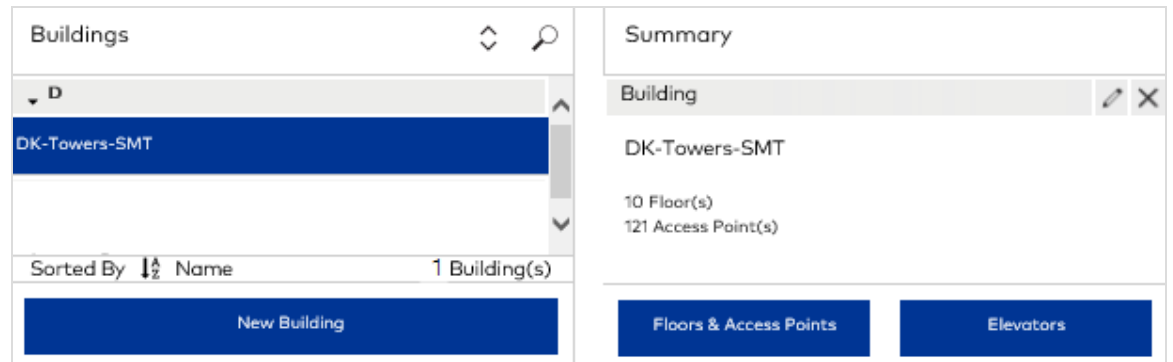 Buildings
D
DK-Towers-SMT
Sorted By Name
1 Building(s)
New Building
Summary
Building
DK-Towers-SMT
10 Floor(s)
121 Access Point(s)
Floors & Access Points
Elevators